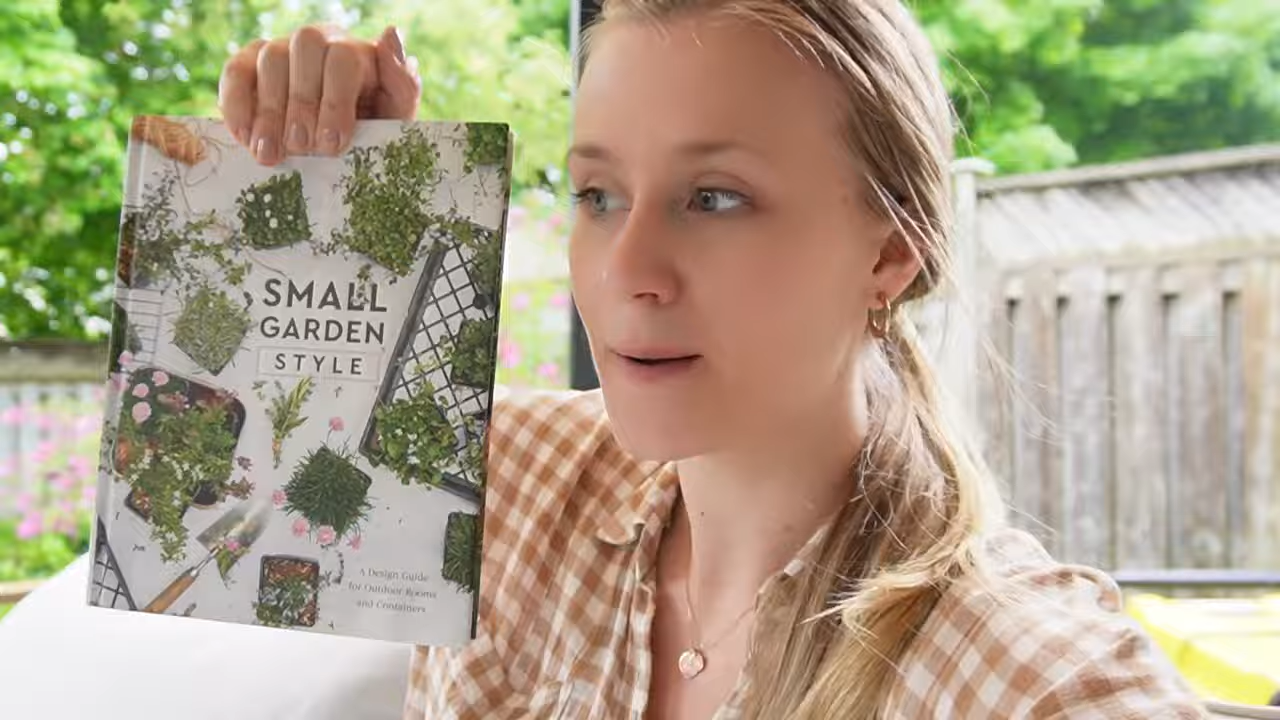 SMALL
GARDEN
STYLE
A Design Guide
for Outdoor Rooms
and Containers